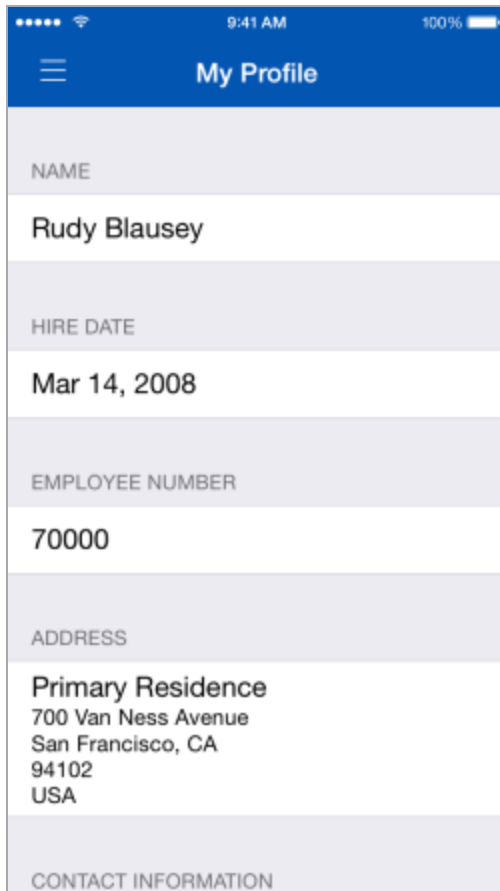 9:41 AM 100%
My Profile
NAME
Rudy Blausey
HIRE DATE
Mar 14, 2008
EMPLOYEE NUMBER
70000
ADDRESS
Primary Residence
700 Van Ness Avenue
San Francisco, CA
94102
USA
CONTACT INFORMATION